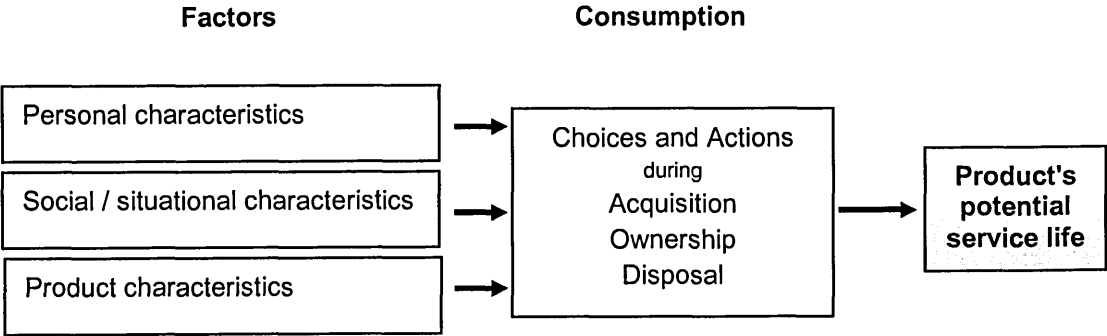 Factors
Consumption
Personal characteristics
Social / situational characteristics
Product characteristics
Choices and Actions
during
Acquisition
Ownership
Disposal
Product's
potential
service life